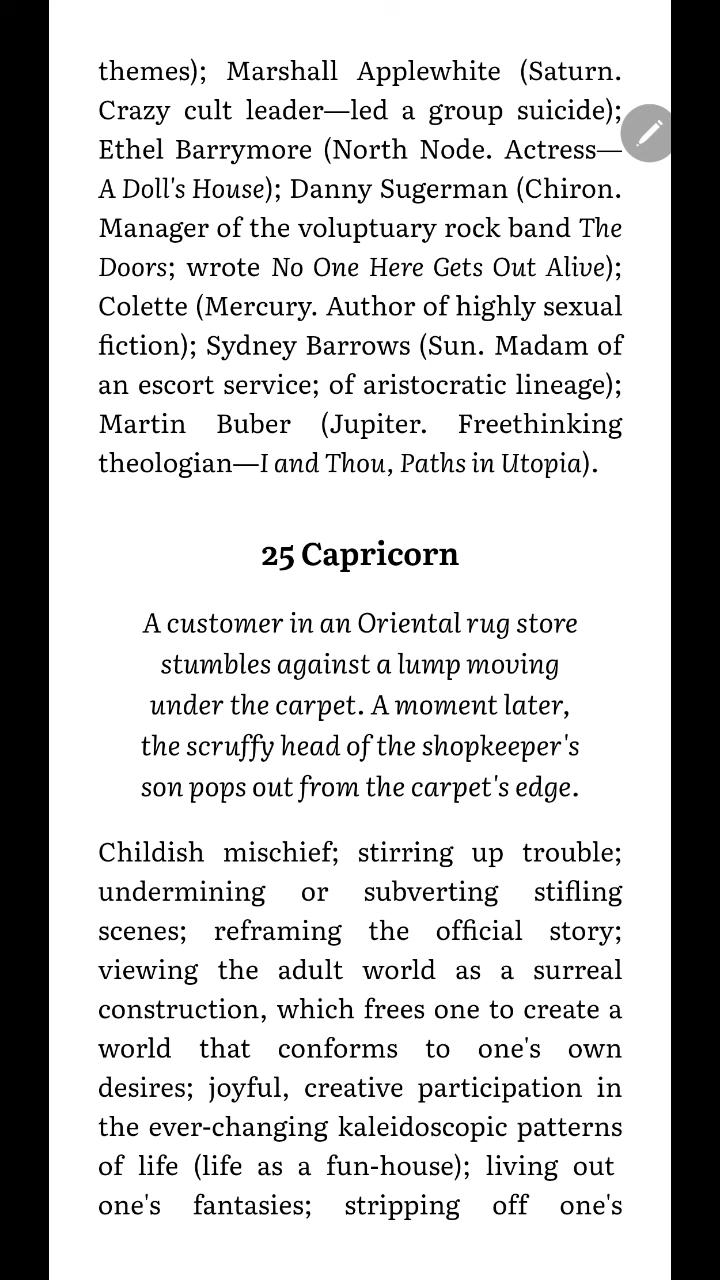 themes); Marshall Applewhite (Saturn.
Crazy cult leader—led a group suicide);
Ethel Barrymore (North Node. Actress—
A Doll's House); Danny Sugerman (Chiron.
Manager of the voluptuary rock band The
Doors; wrote No One Here Gets Out Alive);
Colette (Mercury. Author of highly sexual
fiction); Sydney Barrows (Sun. Madam of
an escort service; of aristocratic lineage);
Martin Buber (Jupiter. Freethinking
theologian—I and Thou, Paths in Utopia).
25 Capricorn
A customer in an Oriental rug store
stumbles against a lump moving
under the carpet. A moment later,
the scruffy head of the shopkeeper's
son pops out from the carpet's edge.
Childish mischief; stirring up trouble;
undermining or subverting stifling
scenes; reframing the official story;
viewing the adult world as a surreal
construction, which frees one to create a
world that conforms to one's own
desires; joyful, creative participation in
the ever-changing kaleidoscopic patterns
of life (life as a fun-house); living out
one's fantasies; stripping off one's